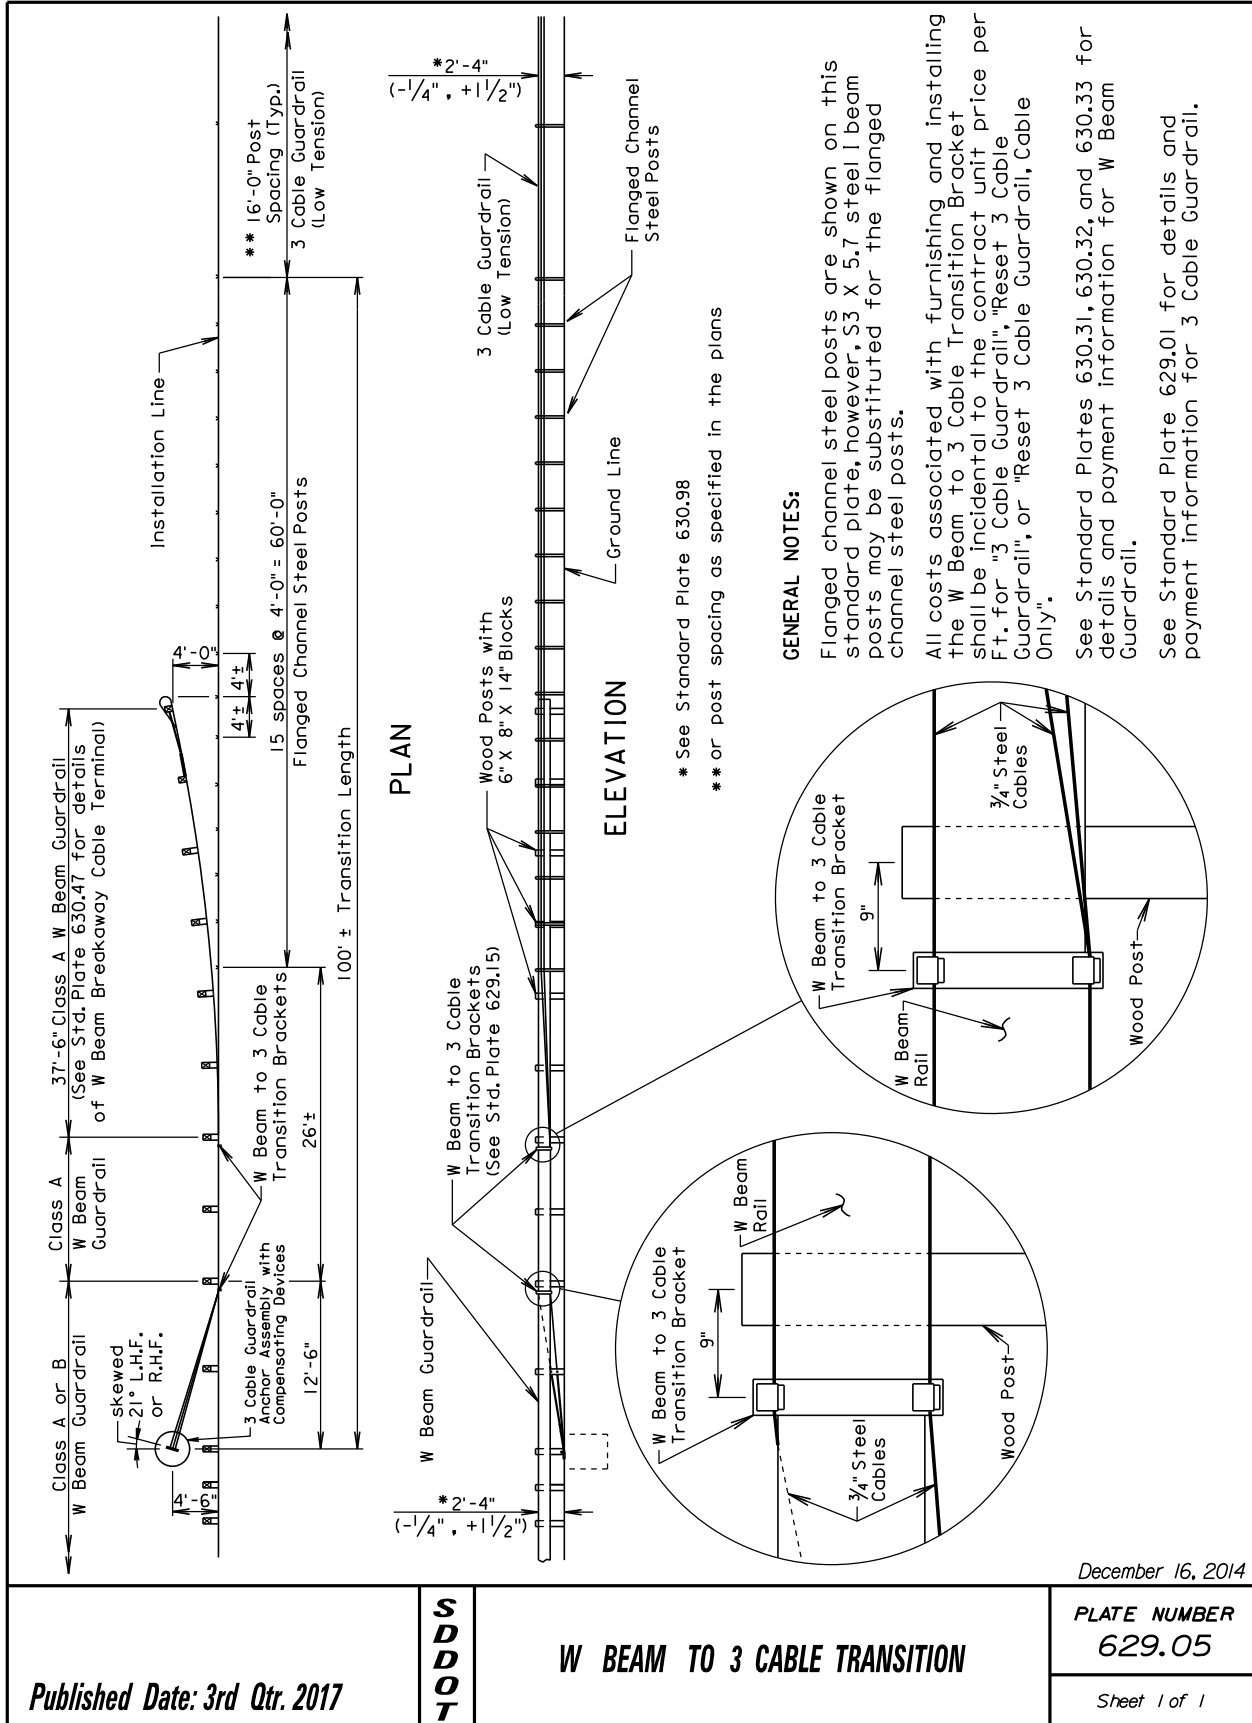 37'-6" Class A W Beam Guardrail
(See Std. Plate 630.47 for details
of W Beam Breakaway Cable Terminal)
Class A
W Beam
Guardrail
Class A or B
W Beam Guardrail
skewed
21° L.H.F.
or R.H.F.
4'-6"
3 Cable Guardrail
Anchor Assembly with
Compensating Devices
12'-6"
26'±
W Beam to 3 Cable
Transition Brackets
4'-0"
4'±
4'±
15 spaces @ 4'-0" = 60'-0"
Flanged Channel Steel Posts
100' ± Transition Length
Installation Line
** 16'-0" Post
Spacing (Typ.)
3 Cable Guardrail
(Low Tension)
PLAN
*2'-4"
(-1/4" , +1 1/2")
W Beam Guardrail
W Beam to 3 Cable
Transition Brackets
(See Std. Plate 629.15)
Wood Posts with
6" X 8" X 14" Blocks
Ground Line
3 Cable Guardrail
(Low Tension)
Flanged Channel
Steel Posts
*2'-4"
(-1/4" , +1 1/2")
ELEVATION
* See Standard Plate 630.98
** or post spacing as specified in the plans
W Beam to 3 Cable
Transition Bracket
9"
W Beam
Rail
3/4" Steel
Cables
Wood Post
W Beam to 3 Cable
Transition Bracket
9"
W Beam
Rail
3/4" Steel
Cables
Wood Post
GENERAL NOTES:
Flanged channel steel posts are shown on this
standard plate, however, S3 X 5.7 steel I beam
posts may be substituted for the flanged
channel steel posts.
All costs associated with furnishing and installing
the W Beam to 3 Cable Transition Bracket
shall be incidental to the contract unit price per
Ft. for "3 Cable Guardrail", "Reset 3 Cable
Guardrail", or "Reset 3 Cable Guardrail, Cable
Only".
See Standard Plates 630.31, 630.32, and 630.33 for
details and payment information for W Beam
Guardrail.
See Standard Plate 629.01 for details and
payment information for 3 Cable Guardrail.
December 16, 2014
Published Date: 3rd Qtr. 2017
SDDOT
W BEAM TO 3 CABLE TRANSITION
PLATE NUMBER
629.05
Sheet 1 of 1